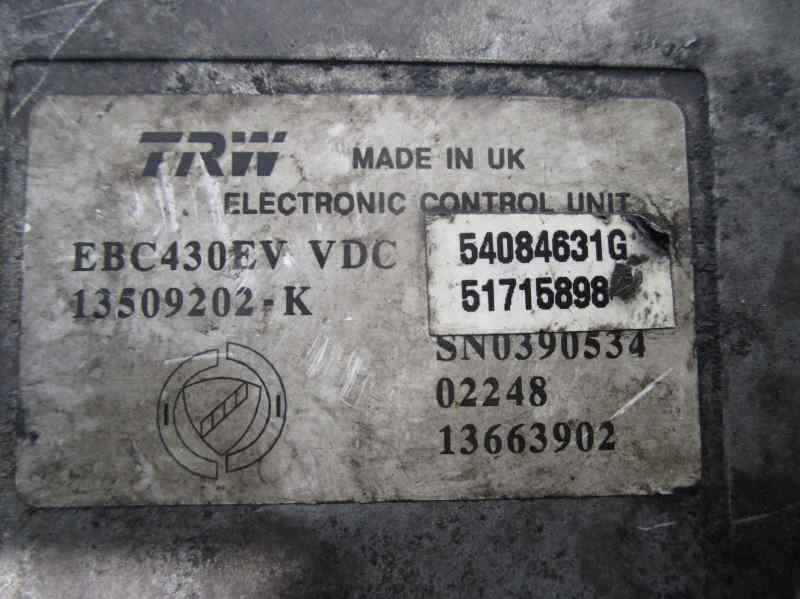 TRW MADE IN UK
ELECTRONIC CONTROL UNIT
EBC430EV VDC
13509202-K
54084631G
51715898
SN0390534
02248
13663902